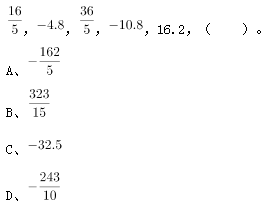 16/5，-4.8，36/5，-10.8，16.2，（　　）。
A、-162/5
B、323/15
C、-32.5
D、-243/10